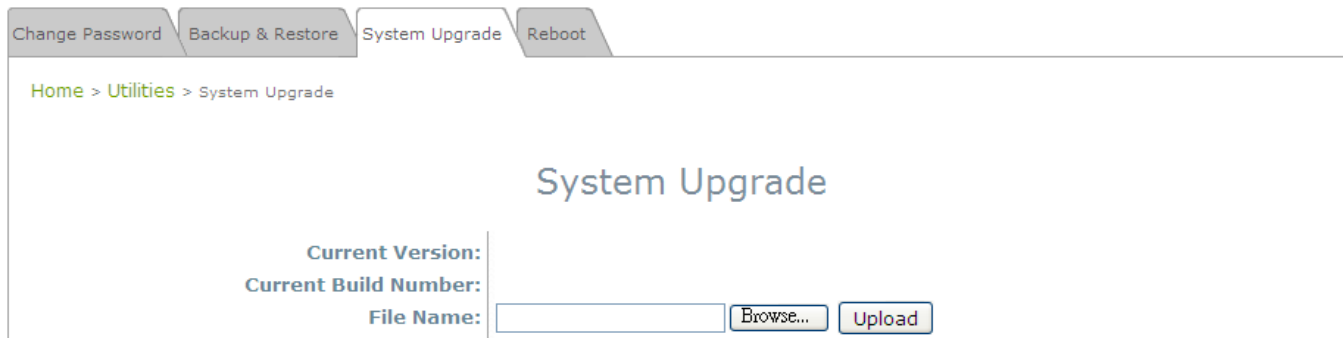 Change Password Backup & Restore System Upgrade Reboot
Home > Utilities > System Upgrade
System Upgrade
Current Version:
Current Build Number:
File Name: Browse... Upload